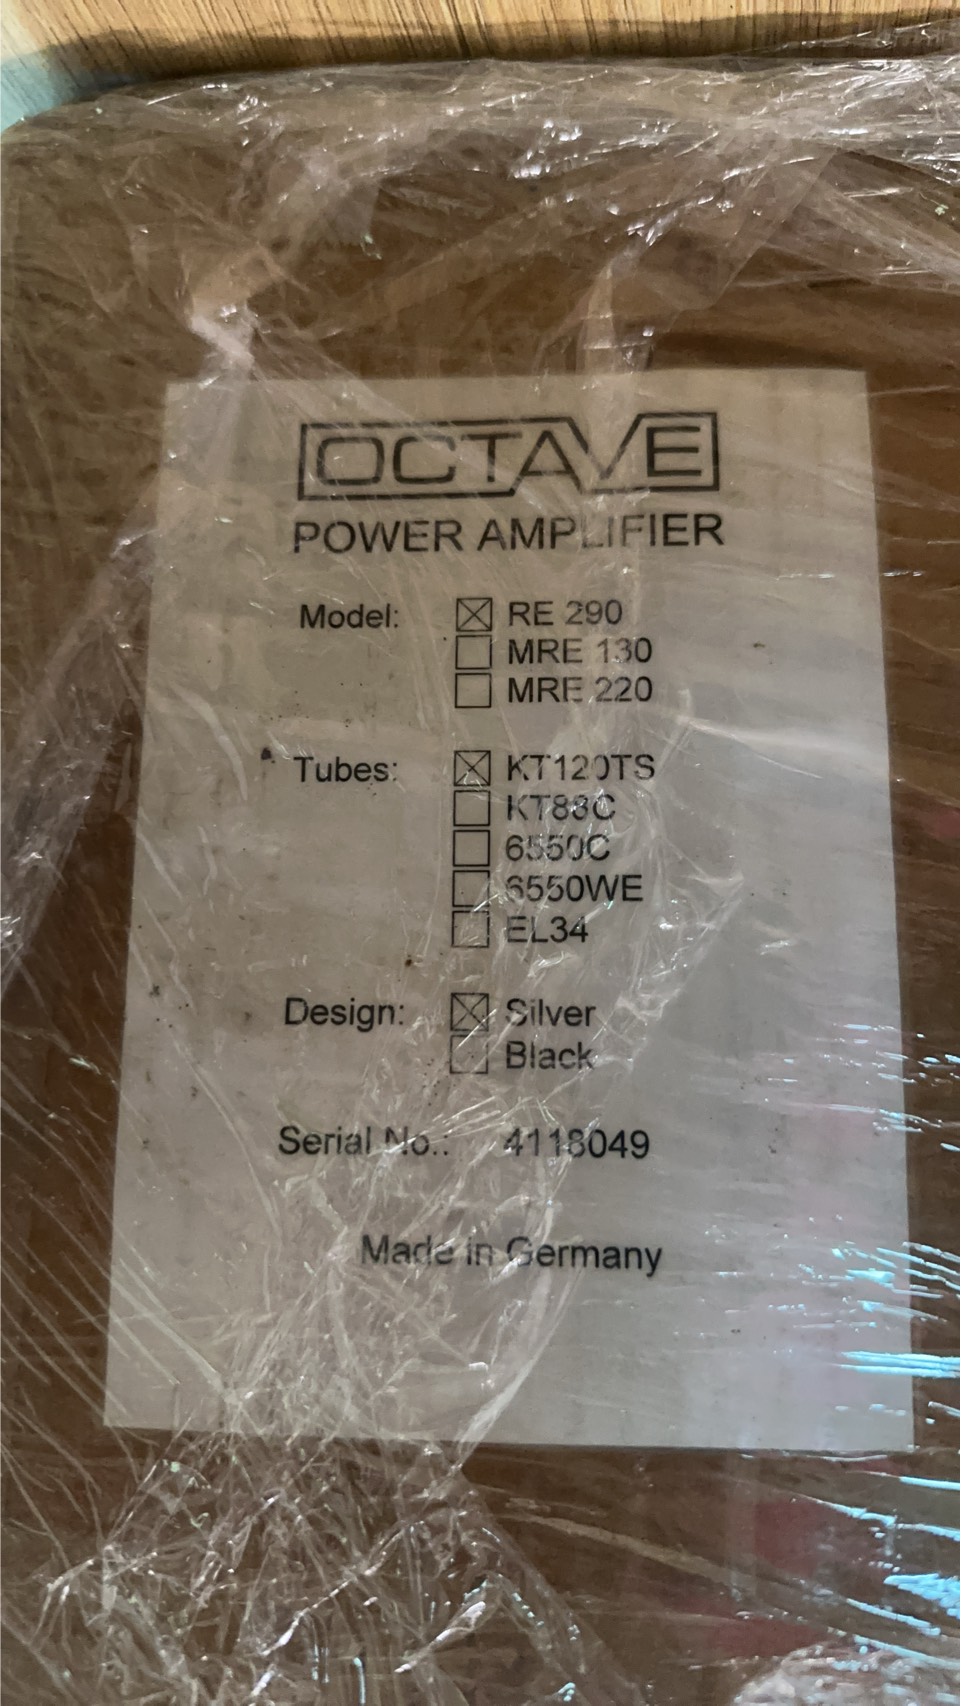 OCTAVE
POWER AMPLIFIER
Model: ☒ RE 290
☐ MRE 130
☐ MRE 220
Tubes: ☒ KT120TS
☐ KT88C
☐ 6550C
☐ 6550WE
☐ EL34
Design: ☒ Silver
☐ Black
Serial No.: 4118049
Made in Germany